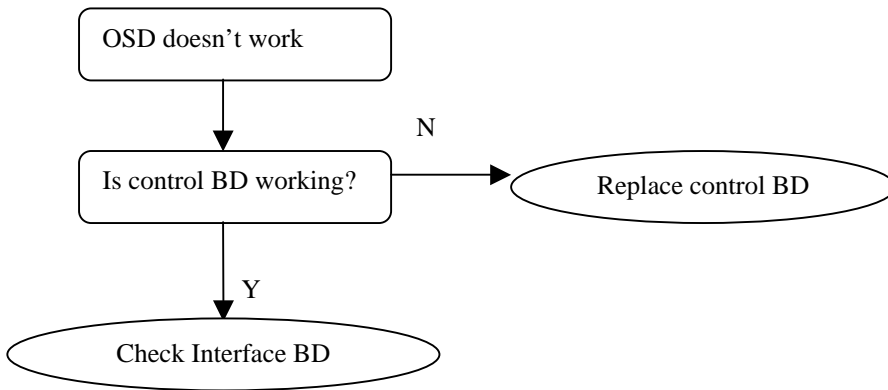 OSD doesn’t work
N
Is control BD working?
Replace control BD
Y
Check Interface BD